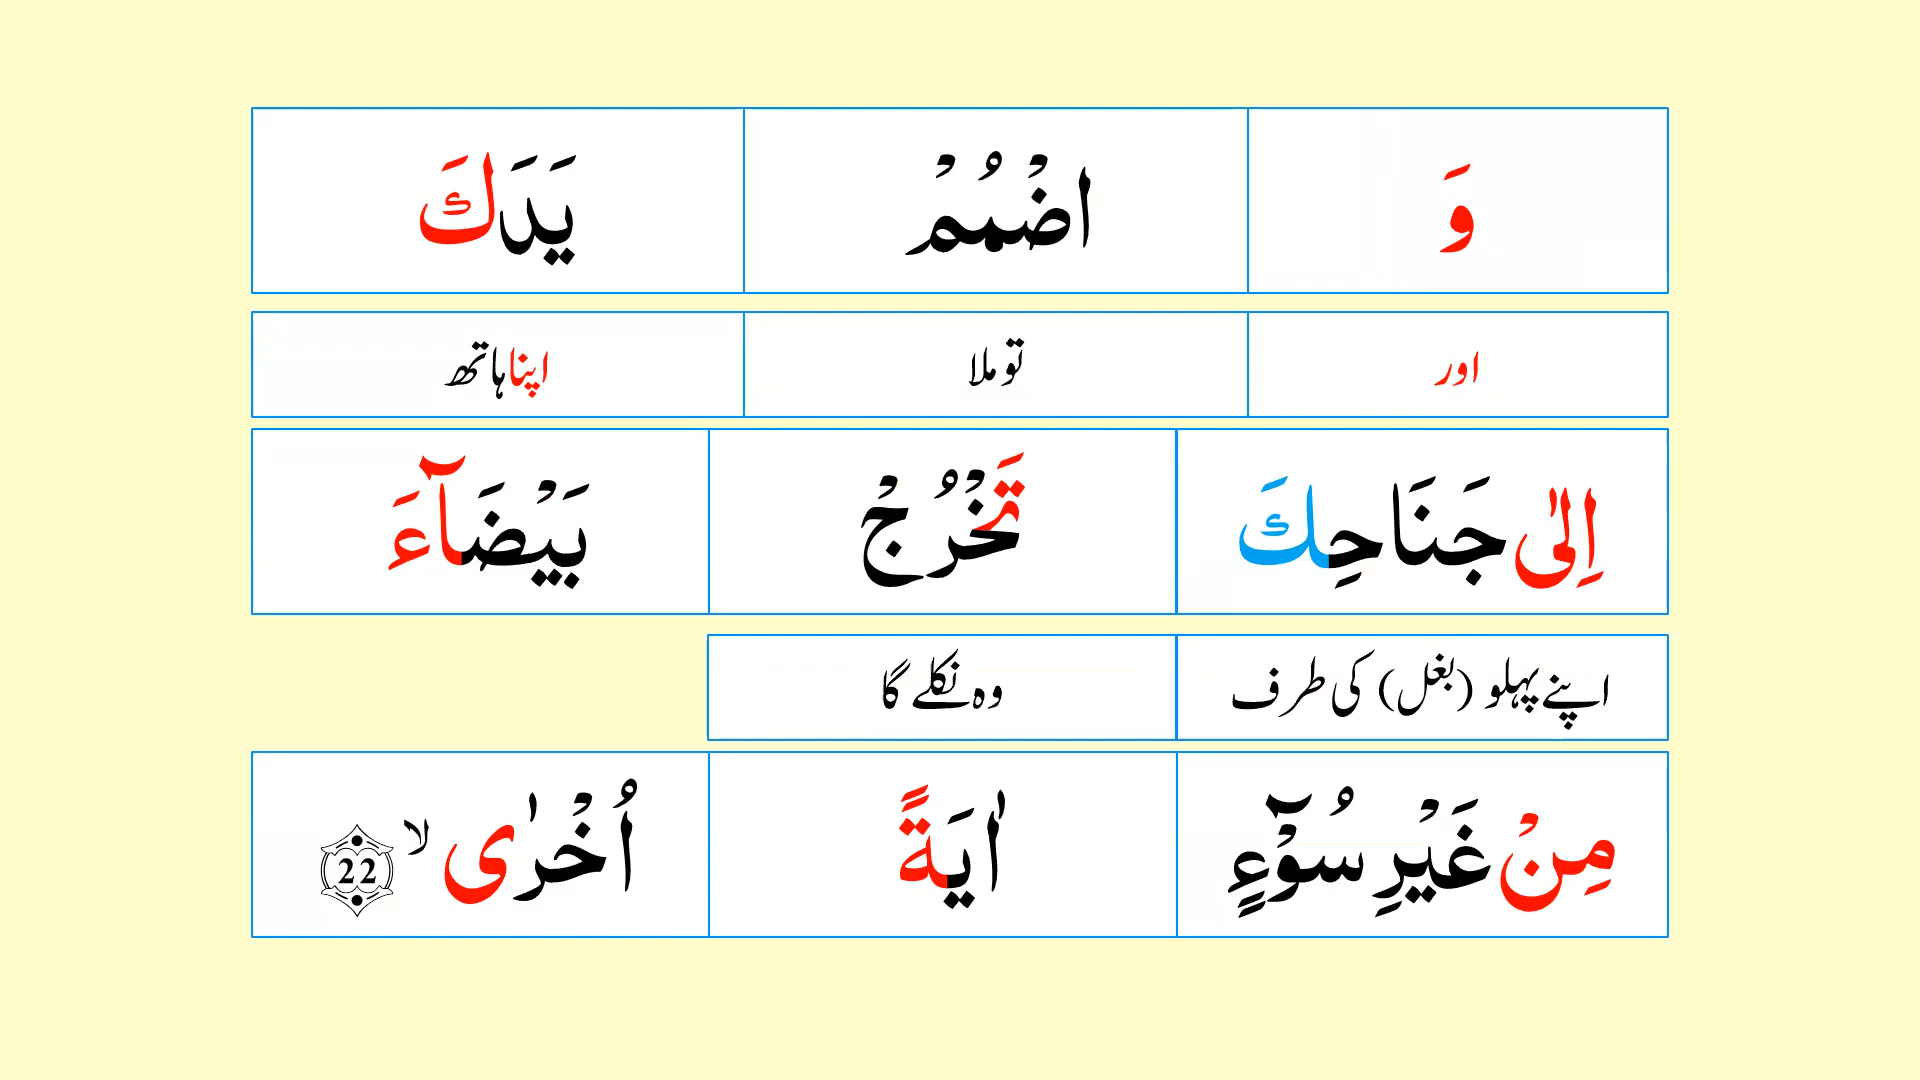 وَ اضْمُمْ يَدَكَ
اور تو ملا اپنا ہاتھ
اِلٰى جَنَاحِكَ تَخْرُجْ بَيْضَآءَ
اپنے پہلو (بغل) کی طرف وہ نکلے گا
مِنْ غَيْرِ سُوْٓءٍ اٰيَةً اُخْرٰى ۙ 22